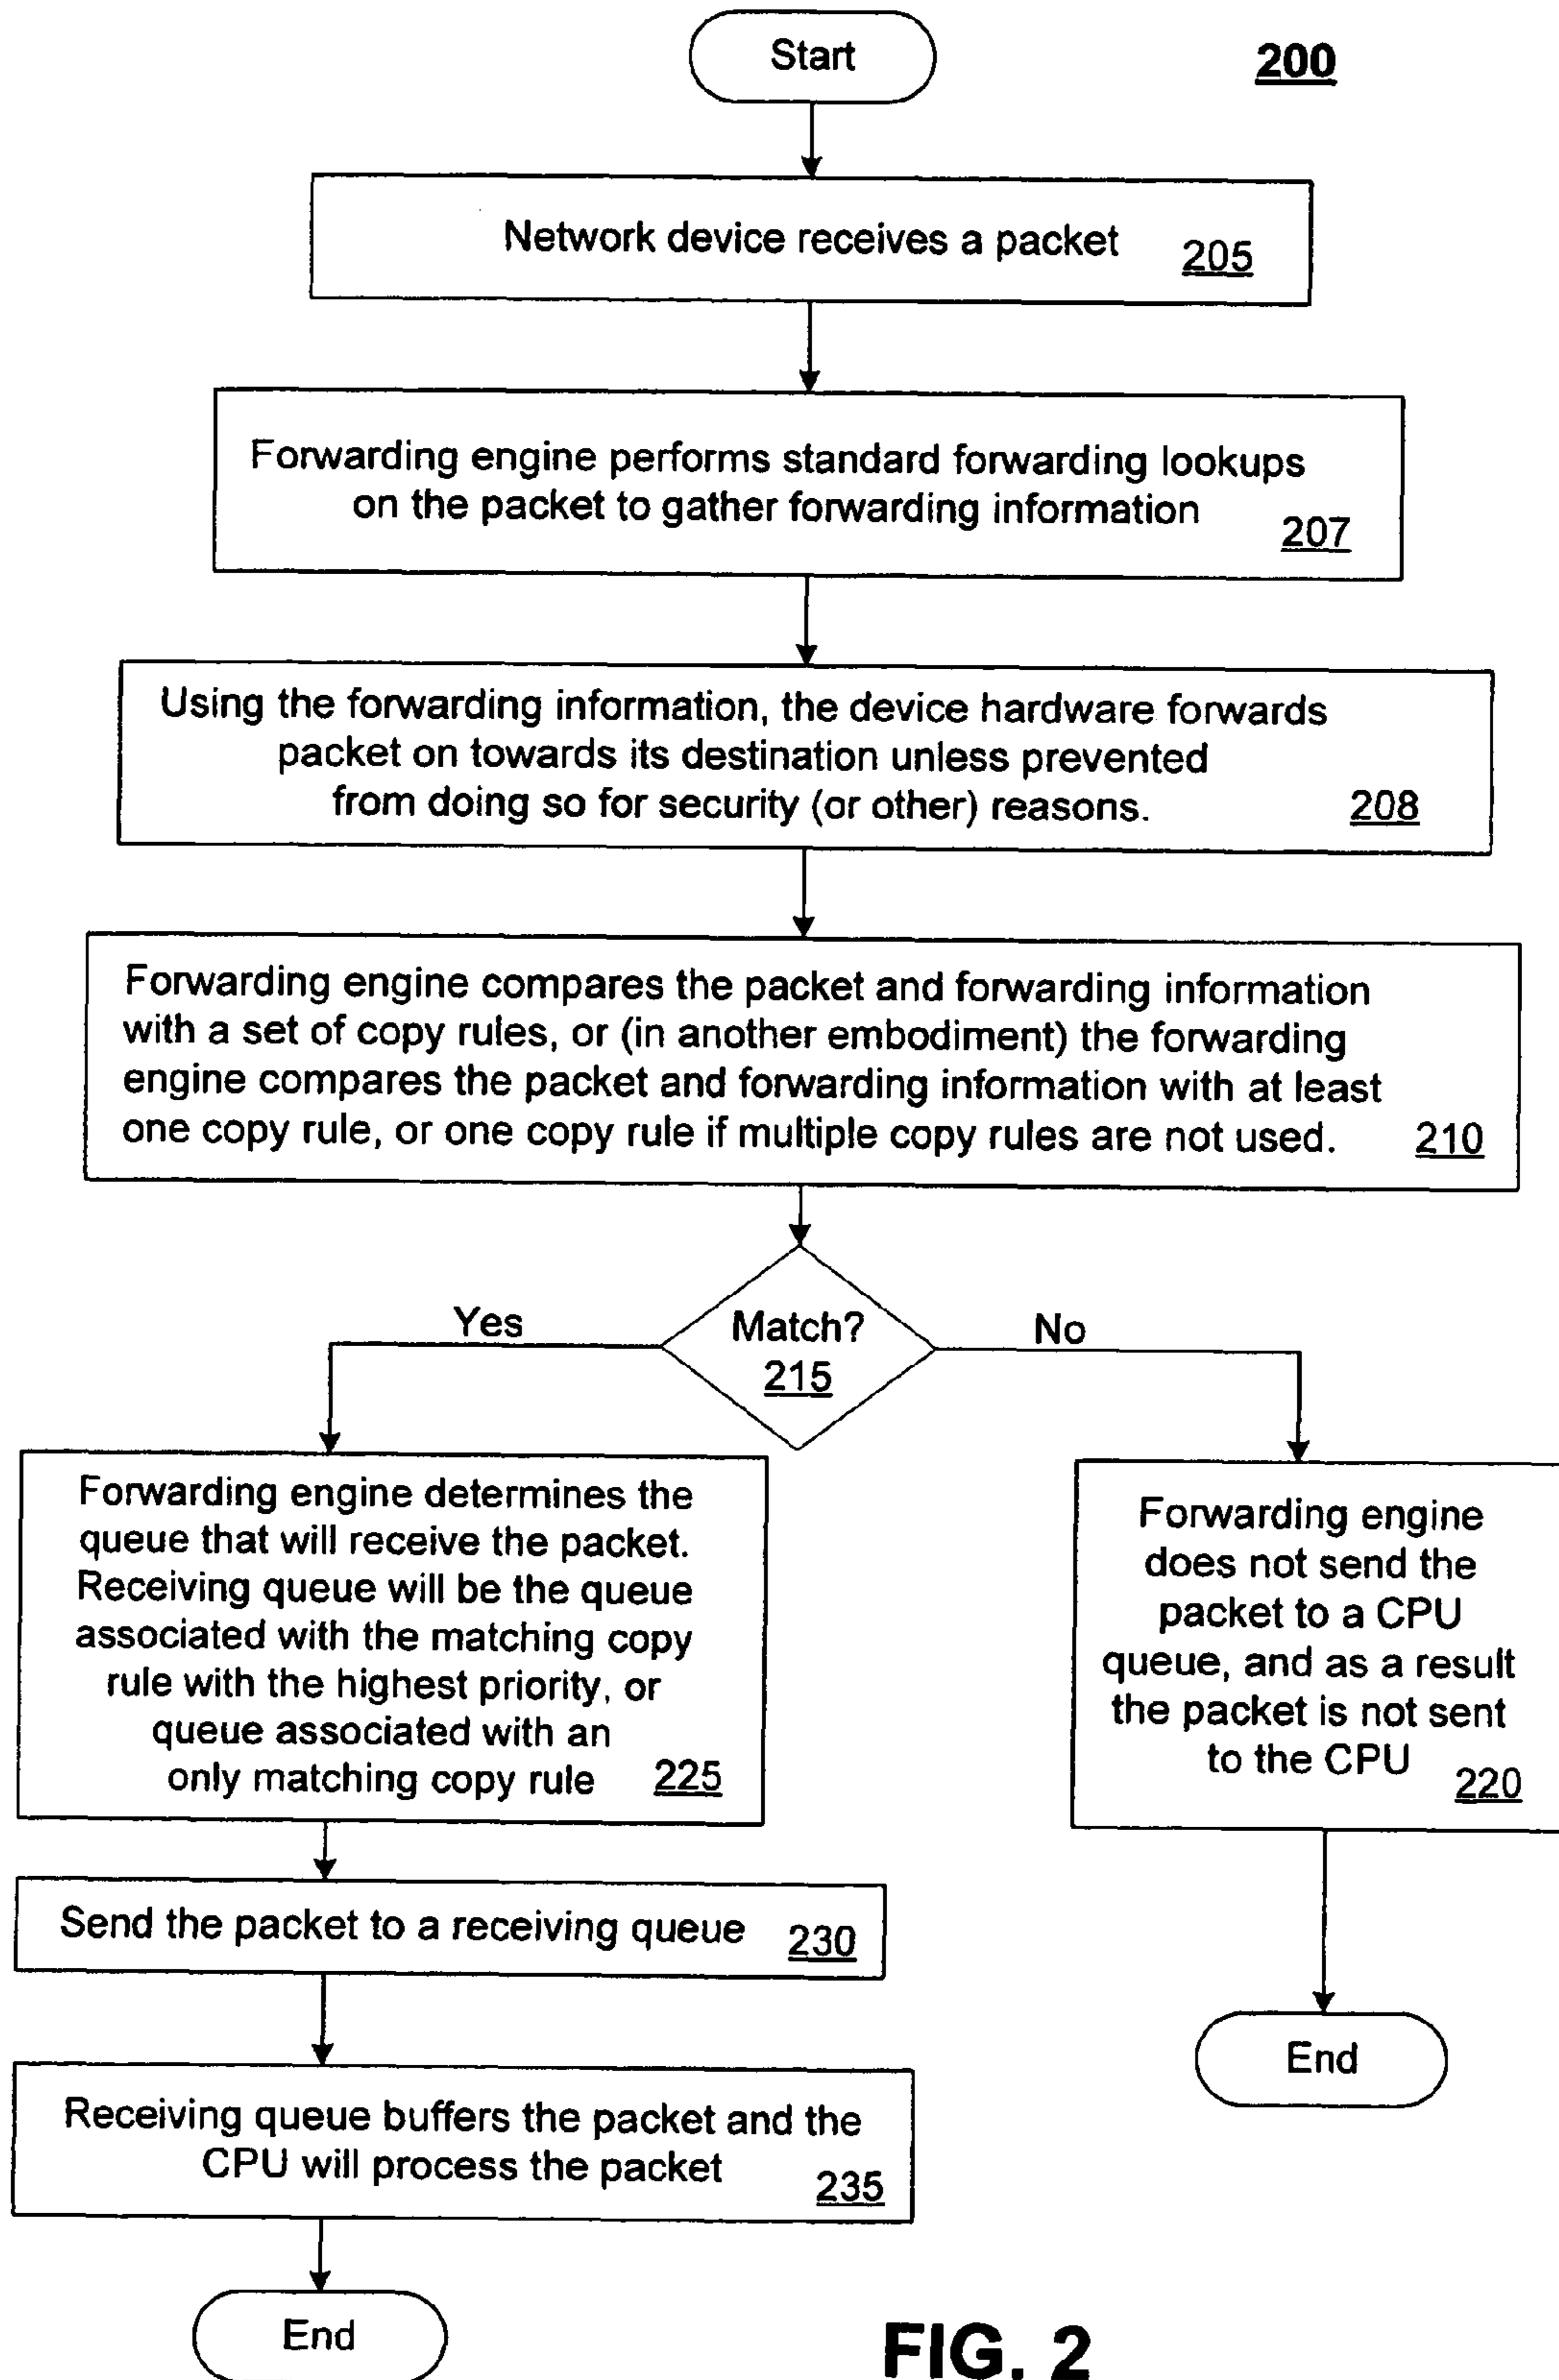 Start
200
Network device receives a packet 205
Forwarding engine performs standard forwarding lookups
on the packet to gather forwarding information
207
Using the forwarding information, the device hardware forwards
packet on towards its destination unless prevented
from doing so for security (or other) reasons. 208
Forwarding engine compares the packet and forwarding information
with a set of copy rules, or (in another embodiment) the forwarding
engine compares the packet and forwarding information with at least
one copy rule, or one copy rule if multiple copy rules are not used. 210
Match?
215
Yes
No
Forwarding engine determines the
queue that will receive the packet.
Receiving queue will be the queue
associated with the matching copy
rule with the highest priority, or
queue associated with an
only matching copy rule 225
Forwarding engine
does not send the
packet to a CPU
queue, and as a result
the packet is not sent
to the CPU 220
Send the packet to a receiving queue 230
End
Receiving queue buffers the packet and the
CPU will process the packet 235
End
FIG. 2